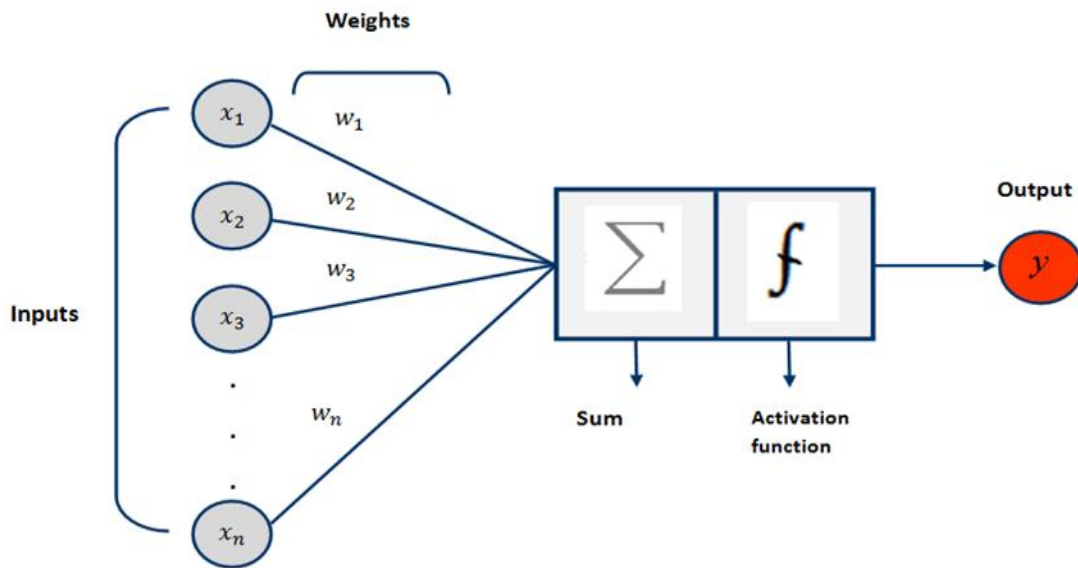 Weights
x₁
w₁
w₂
x₂
Output
w₃
Σ
f
y
Inputs
x₃
.
wₙ
Sum
Activation
function
.
.
xₙ